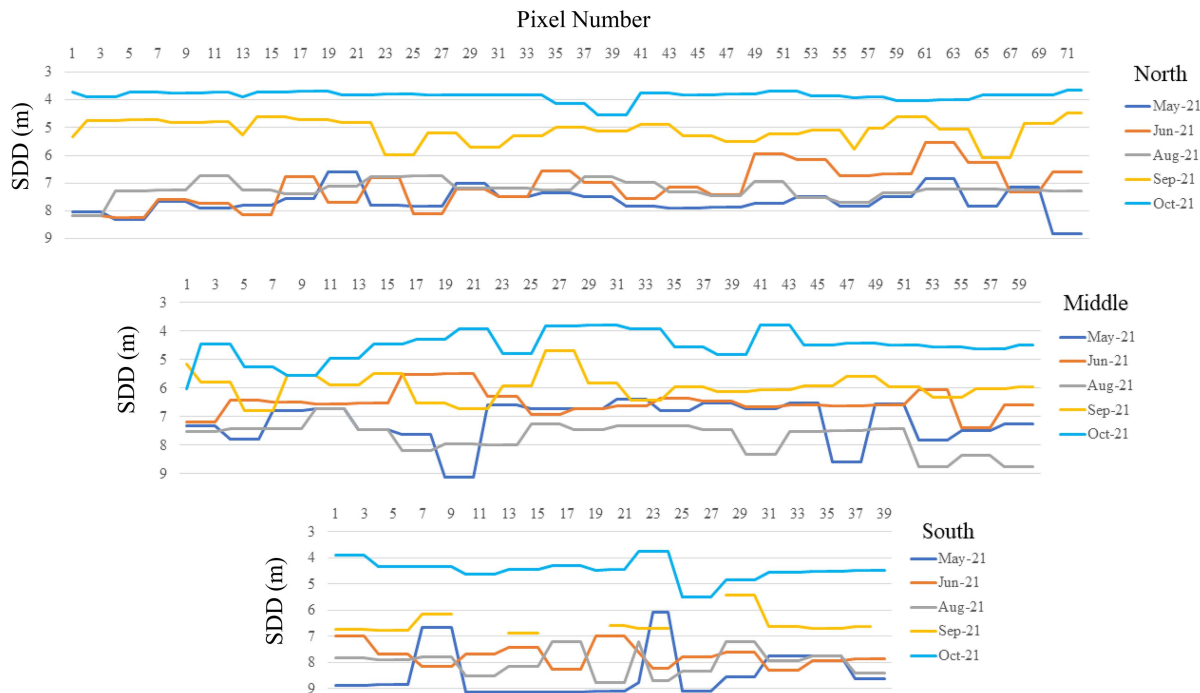 Pixel Number
1 3 5 7 9 11 13 15 17 19 21 23 25 27 29 31 33 35 37 39 41 43 45 47 49 51 53 55 57 59 61 63 65 67 69 71
3
4
5
6
7
8
9
SDD (m)
North
May-21
Jun-21
Aug-21
Sep-21
Oct-21
1 3 5 7 9 11 13 15 17 19 21 23 25 27 29 31 33 35 37 39 41 43 45 47 49 51 53 55 57 59
3
4
5
6
7
8
9
SDD (m)
Middle
May-21
Jun-21
Aug-21
Sep-21
Oct-21
1 3 5 7 9 11 13 15 17 19 21 23 25 27 29 31 33 35 37 39
3
4
5
6
7
8
9
SDD (m)
South
May-21
Jun-21
Aug-21
Sep-21
Oct-21